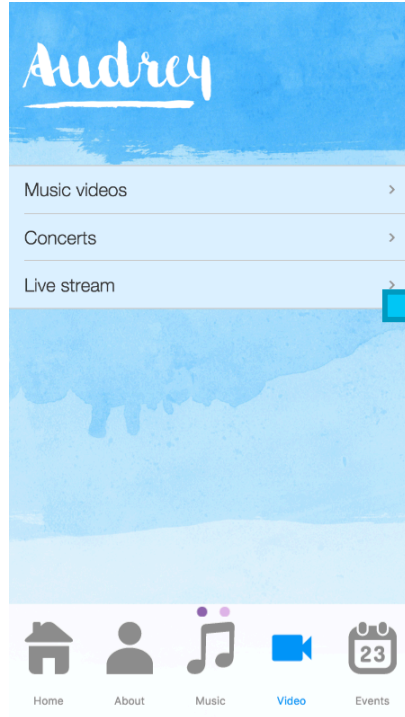 Audrey
Music videos
Concerts
Live stream
23
Home
About
Music
Video
Events